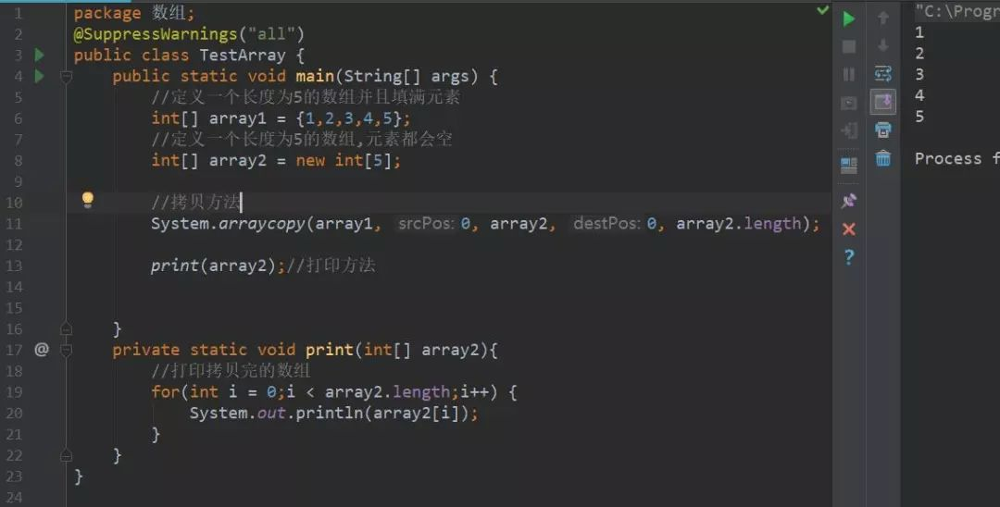 1 package 数组;
2 @SuppressWarnings("all")
3 public class TestArray {
4 public static void main(String[] args) {
5 //定义一个长度为5的数组并且填满元素
6 int[] array1 = {1,2,3,4,5};
7 //定义一个长度为5的数组,元素都会空
8 int[] array2 = new int[5];
9
10 //拷贝方法
11 System.arraycopy(array1, srcPos: 0, array2, destPos: 0, array2.length);
12
13 print(array2);//打印方法
14
15
16 }
17 @ private static void print(int[] array2){
18 //打印拷贝完的数组
19 for(int i = 0;i < array2.length;i++) {
20 System.out.println(array2[i]);
21 }
22 }
23 }
24
"C:\Progr
1
2
3
4
5
Process f